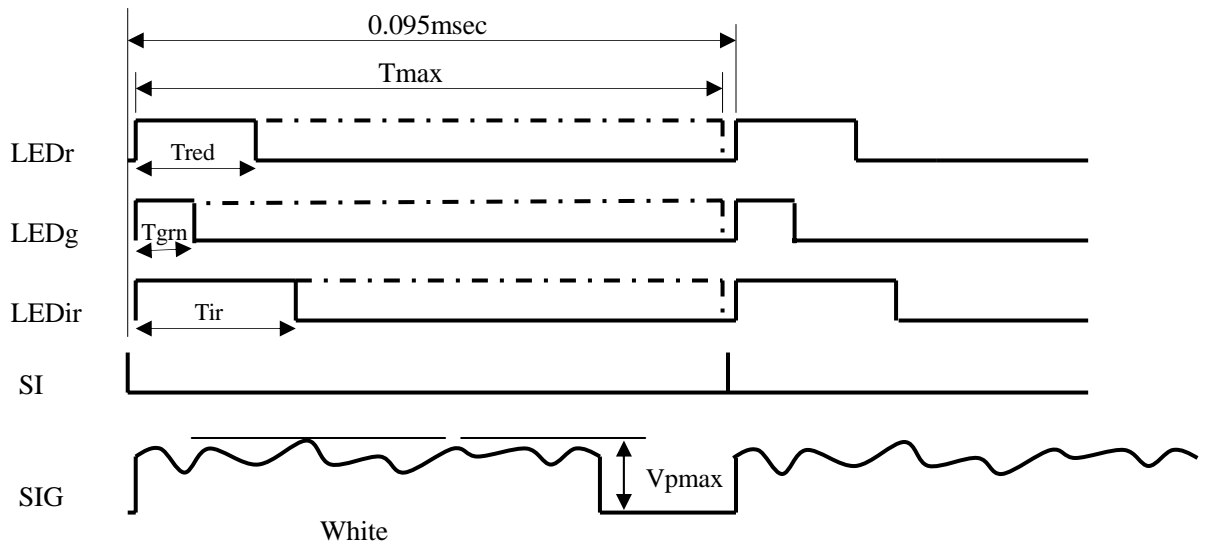 0.095msec
Tmax
LEDr
Tred
LEDg
Tgrn
LEDir
Tir
SI
SIG
Vpmax
White